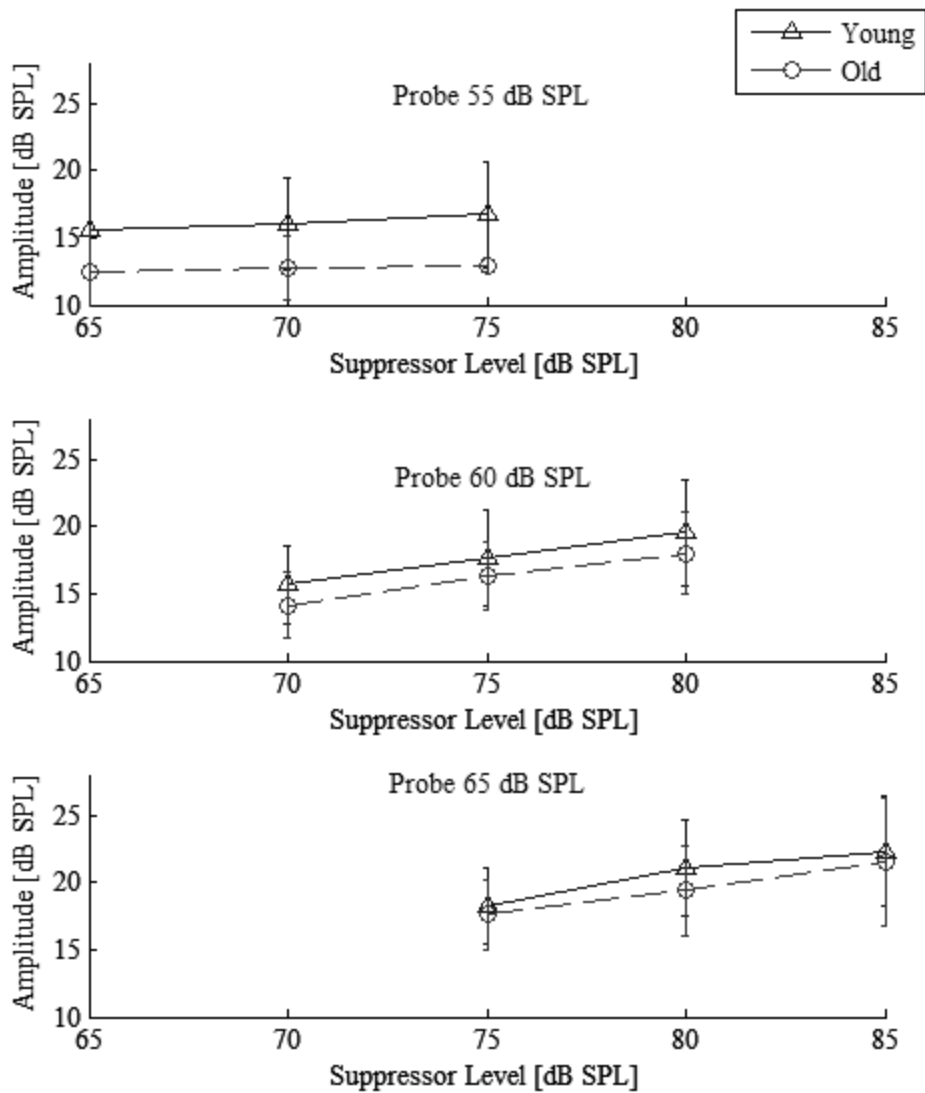 Young
Old
Probe 55 dB SPL
Amplitude [dB SPL]
25
20
15
10
65 70 75 80 85
Suppressor Level [dB SPL]
Probe 60 dB SPL
Amplitude [dB SPL]
25
20
15
10
65 70 75 80 85
Suppressor Level [dB SPL]
Probe 65 dB SPL
Amplitude [dB SPL]
25
20
15
10
65 70 75 80 85
Suppressor Level [dB SPL]